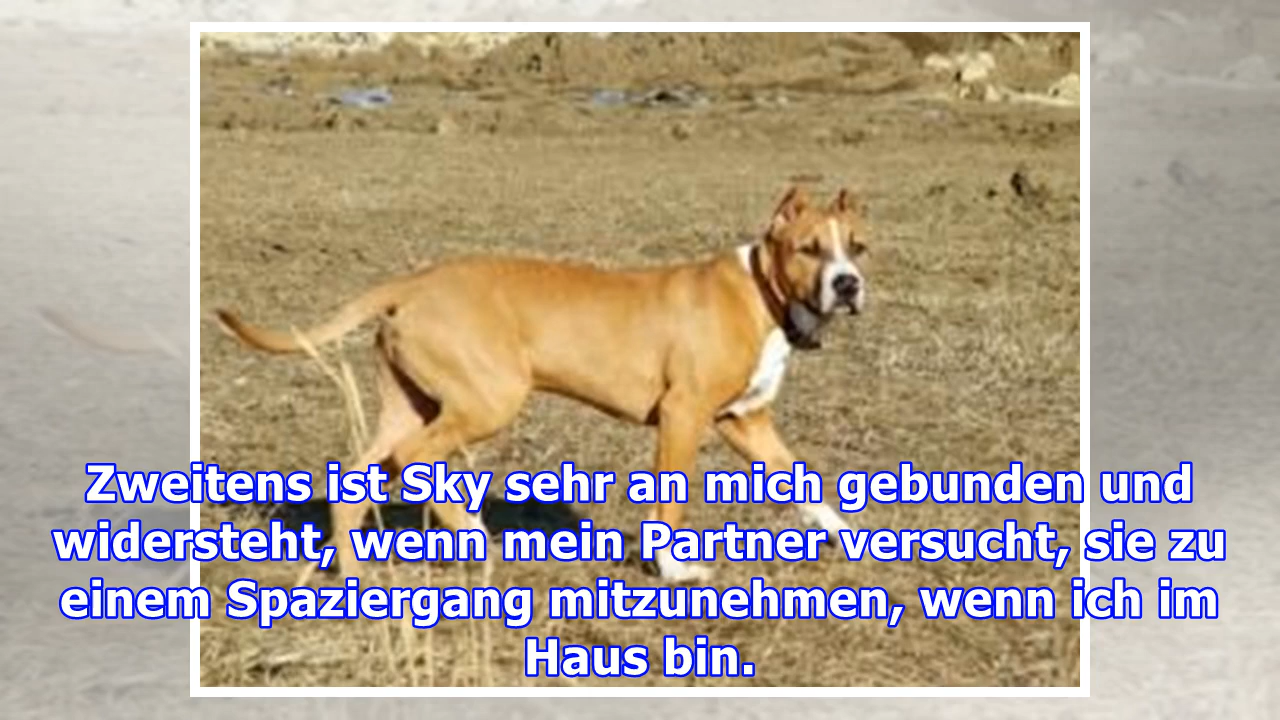 Zweitens ist Sky sehr an mich gebunden und
widersteht, wenn mein Partner versucht, sie zu
einem Spaziergang mitzunehmen, wenn ich im
Haus bin.